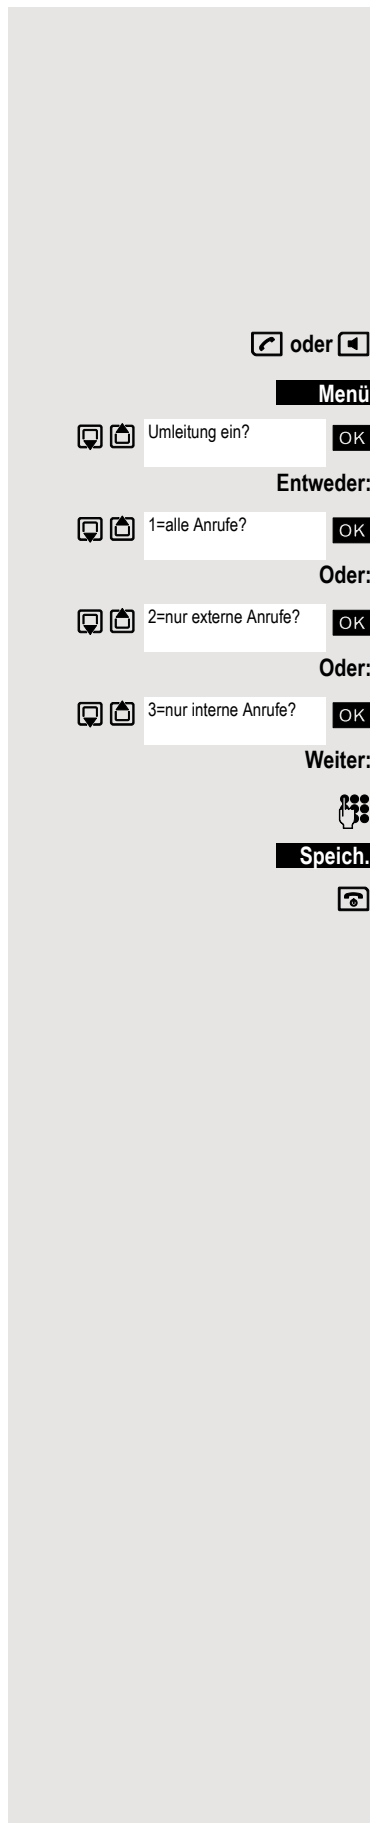 oder
Menü
Umleitung ein? OK
Entweder:
1=alle Anrufe? OK
Oder:
2=nur externe Anrufe? OK
Oder:
3=nur interne Anrufe? OK
Weiter:
Speich.